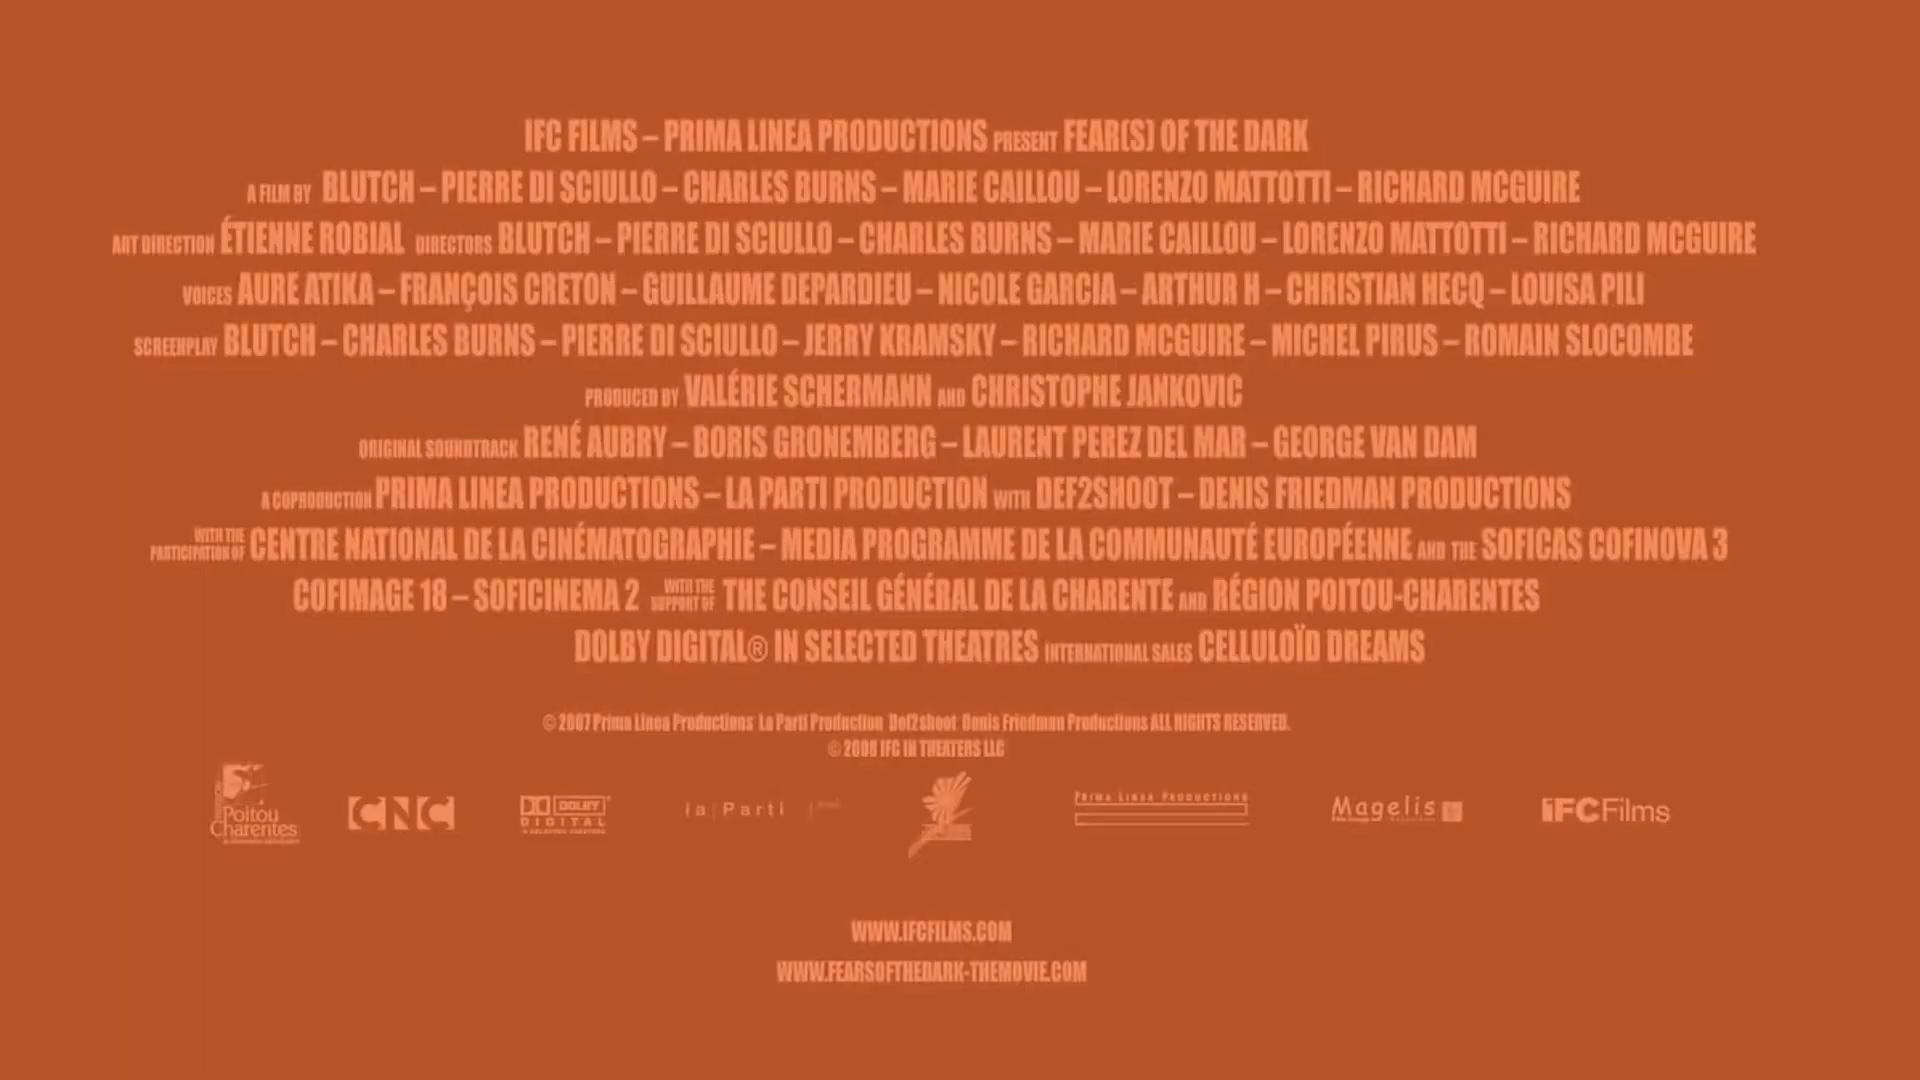 IFC FILMS – PRIMA LINEA PRODUCTIONS PRESENT FEAR(S) OF THE DARK
A FILM BY BLUTCH – PIERRE DI SCIULLO – CHARLES BURNS – MARIE CAILLOU – LORENZO MATTOTTI – RICHARD MCGUIRE
ART DIRECTION ÉTIENNE ROBIAL DIRECTORS BLUTCH – PIERRE DI SCIULLO – CHARLES BURNS – MARIE CAILLOU – LORENZO MATTOTTI – RICHARD MCGUIRE
VOICES AURE ATIKA – FRANÇOIS CRETON – GUILLAUME DEPARDIEU – NICOLE GARCIA – ARTHUR H – CHRISTIAN HECQ – LOUISA PILI
SCREENPLAY BLUTCH – CHARLES BURNS – PIERRE DI SCIULLO – JERRY KRAMSKY – RICHARD MCGUIRE – MICHEL PIRUS – ROMAIN SLOCOMBE
PRODUCED BY VALÉRIE SCHERMANN AND CHRISTOPHE JANKOVIC
ORIGINAL SOUNDTRACK RENÉ AUBRY – BORIS GRONEMBERG – LAURENT PEREZ DEL MAR – GEORGE VAN DAM
A COPRODUCTION PRIMA LINEA PRODUCTIONS – LA PARTI PRODUCTION WITH DEF2SHOOT – DENIS FRIEDMAN PRODUCTIONS
WITH THE PARTICIPATION OF CENTRE NATIONAL DE LA CINÉMATOGRAPHIE – MEDIA PROGRAMME DE LA COMMUNAUTÉ EUROPÉENNE AND THE SOFICAS COFINOVA 3
COFIMAGE 18 – SOFICINEMA 2 WITH THE SUPPORT OF THE CONSEIL GÉNÉRAL DE LA CHARENTE AND RÉGION POITOU-CHARENTES
DOLBY DIGITAL® IN SELECTED THEATRES INTERNATIONAL SALES CELLULOÏD DREAMS
© 2007 Prima Linea Productions La Parti Production Def2shoot Denis Friedman Productions ALL RIGHTS RESERVED.
© 2008 IFC IN THEATERS LLC
Poitou Charentes
CNC
DOLBY DIGITAL
la Parti
PRIMA LINEA PRODUCTIONS
Magelis
IFC Films
WWW.IFCFILMS.COM
WWW.FEARSOFTHEDARK-THEMOVIE.COM